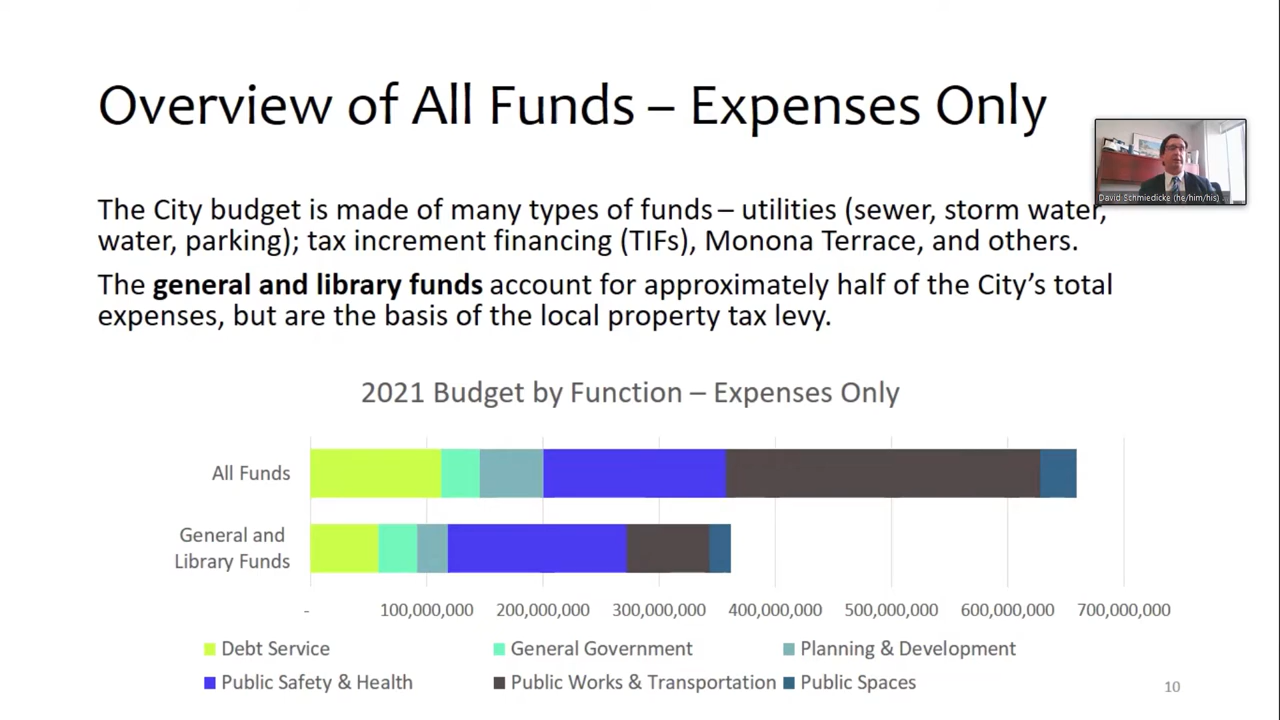 Overview of All Funds – Expenses Only
David Schmiedicke (he/him/his)
The City budget is made of many types of funds – utilities (sewer, storm water,
water, parking); tax increment financing (TIFs), Monona Terrace, and others.
The general and library funds account for approximately half of the City's total
expenses, but are the basis of the local property tax levy.
2021 Budget by Function – Expenses Only
All Funds
General and
Library Funds
- 100,000,000 200,000,000 300,000,000 400,000,000 500,000,000 600,000,000 700,000,000
Debt Service General Government Planning & Development
Public Safety & Health Public Works & Transportation Public Spaces
10